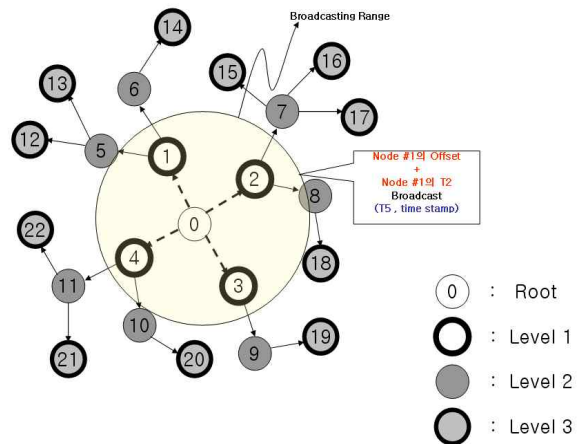 Broadcasting Range
14
6
15
16
13
7
17
12
5
1
2
Node #1의 Offset
+
Node #1의 T2
Broadcast
(T5 , time stamp)
8
0
22
4
18
11
3
0 : Root
10
19
1 : Level 1
21
20
9
: Level 2
: Level 3